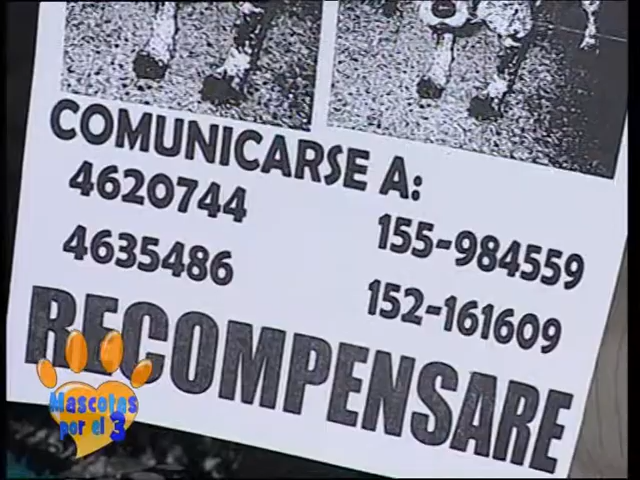 COMUNICARSE A:
4620744
4635486
155-984559
152-161609
RECOMPENSARE
Mascotas
por el 3